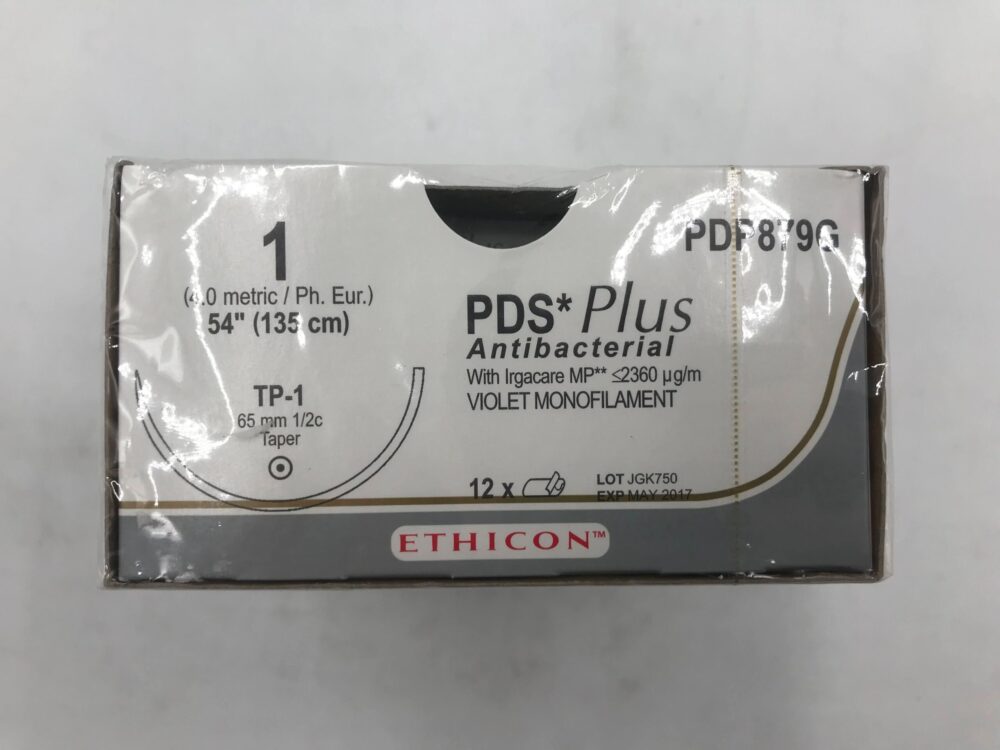 1
(4.0 metric / Ph. Eur.)
54" (135 cm)
TP-1
65 mm 1/2c
Taper
PDP879G
PDS* Plus
Antibacterial
With Irgacare MP** ≤2360 µg/m
VIOLET MONOFILAMENT
12 x
LOT JGK750
EXP MAY 2017
ETHICON™